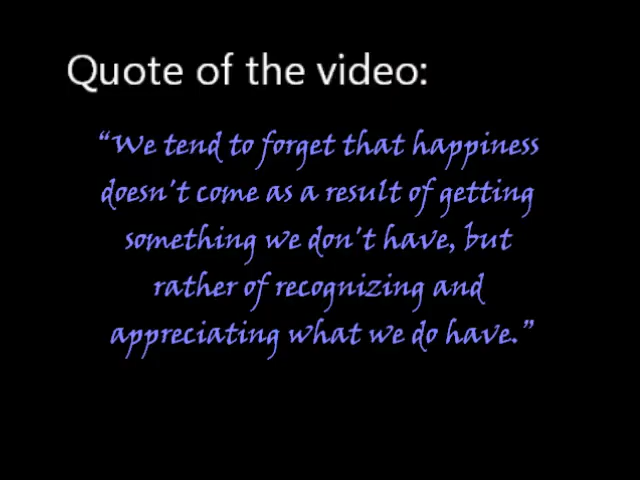 Quote of the video:
“We tend to forget that happiness
doesn't come as a result of getting
something we don't have, but
rather of recognizing and
appreciating what we do have.”